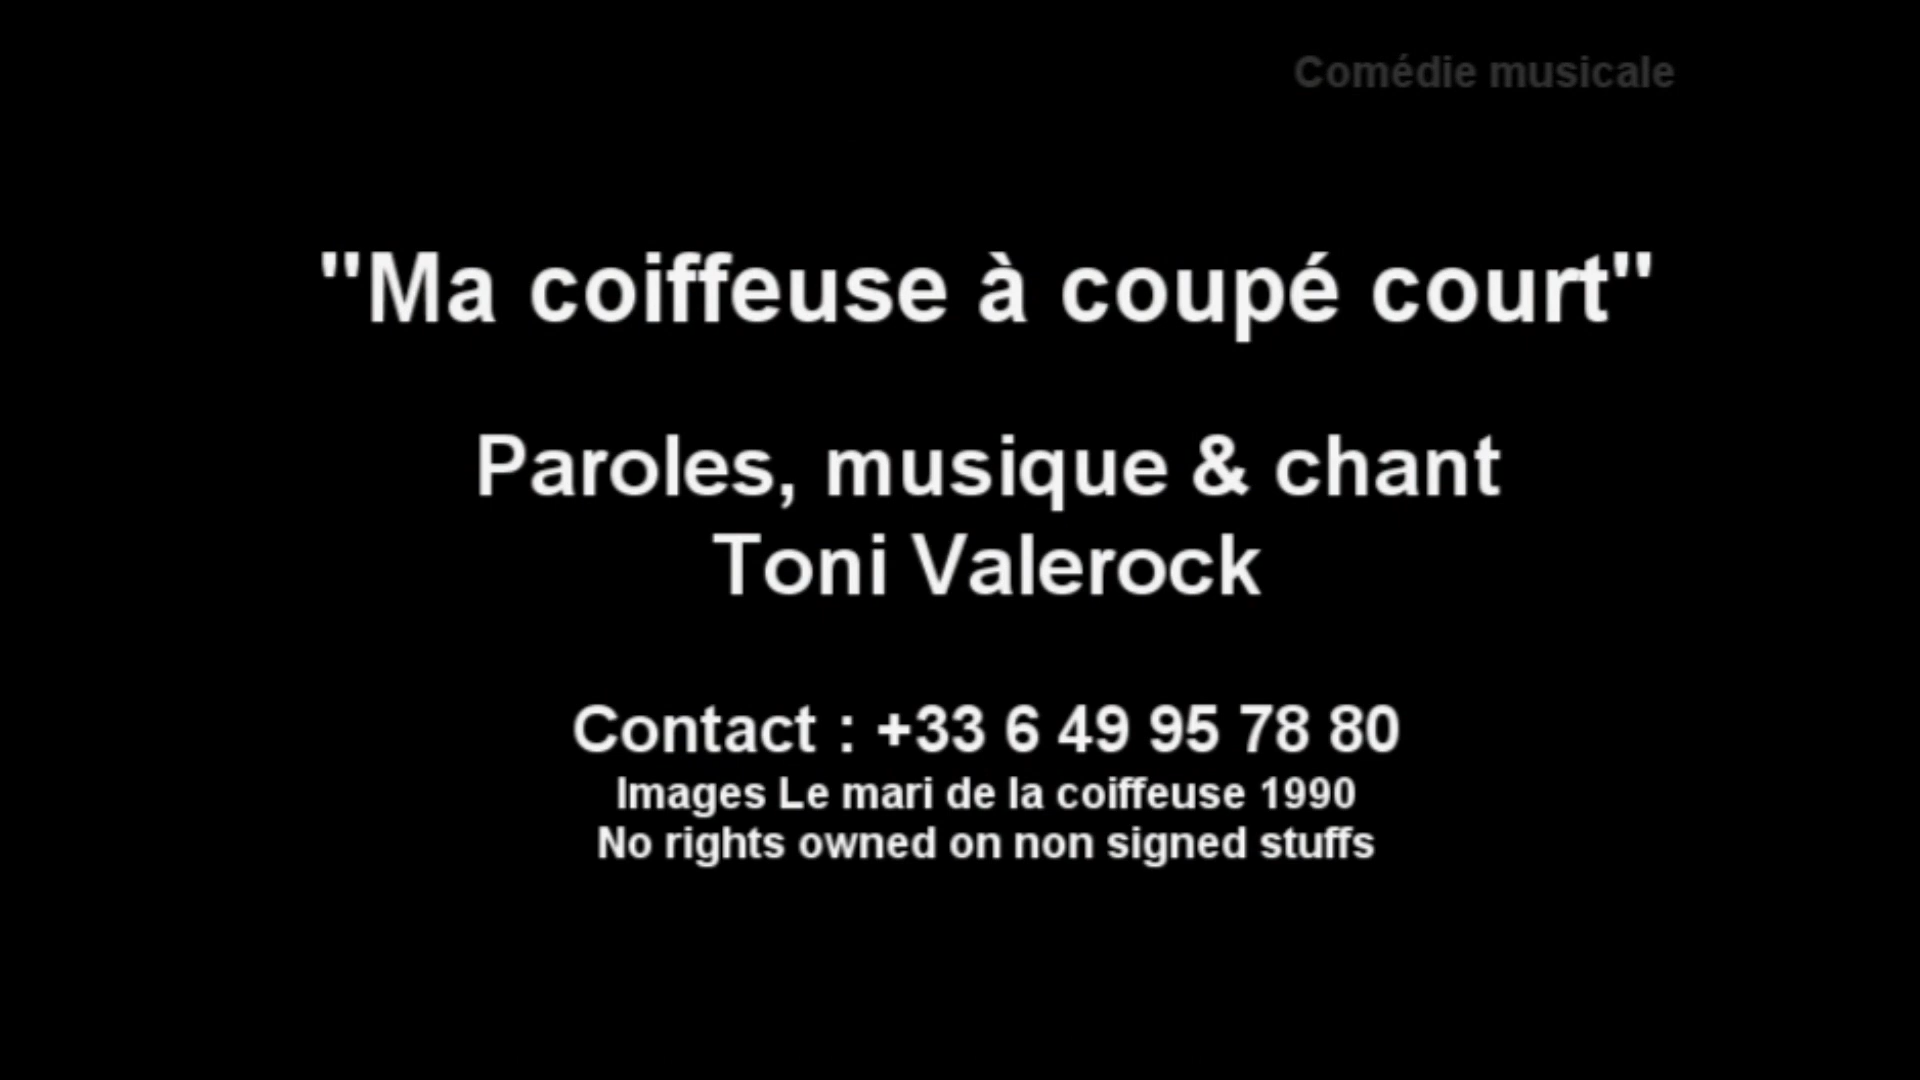 Comédie musicale
"Ma coiffeuse à coupé court"
Paroles, musique & chant
Toni Valerock
Contact : +33 6 49 95 78 80
Images Le mari de la coiffeuse 1990
No rights owned on non signed stuffs